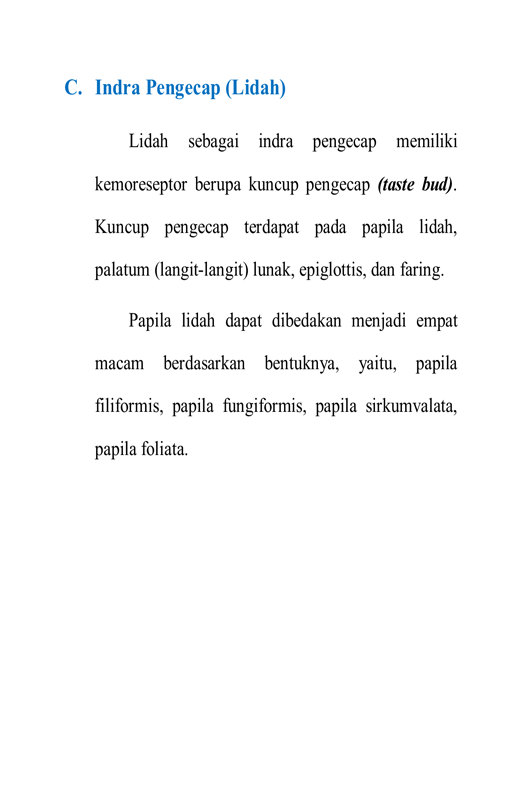 C. Indra Pengecap (Lidah)
Lidah sebagai indra pengecap memiliki
kemoreseptor berupa kuncup pengecap (taste bud).
Kuncup pengecap terdapat pada papila lidah,
palatum (langit-langit) lunak, epiglottis, dan faring.
Papila lidah dapat dibedakan menjadi empat
macam berdasarkan bentuknya, yaitu, papila
filiformis, papila fungiformis, papila sirkumvalata,
papila foliata.